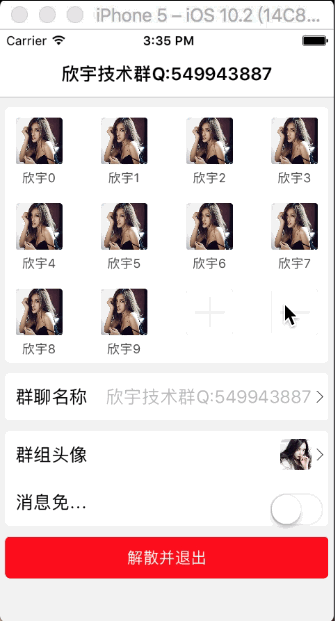 iPhone 5 – iOS 10.2 (14C8...
Carrier 3:35 PM
欣宇技术群Q:549943887
欣宇0 欣宇1 欣宇2 欣宇3
欣宇4 欣宇5 欣宇6 欣宇7
欣宇8 欣宇9
群聊名称 欣宇技术群Q:549943887
群组头像
消息免...
解散并退出